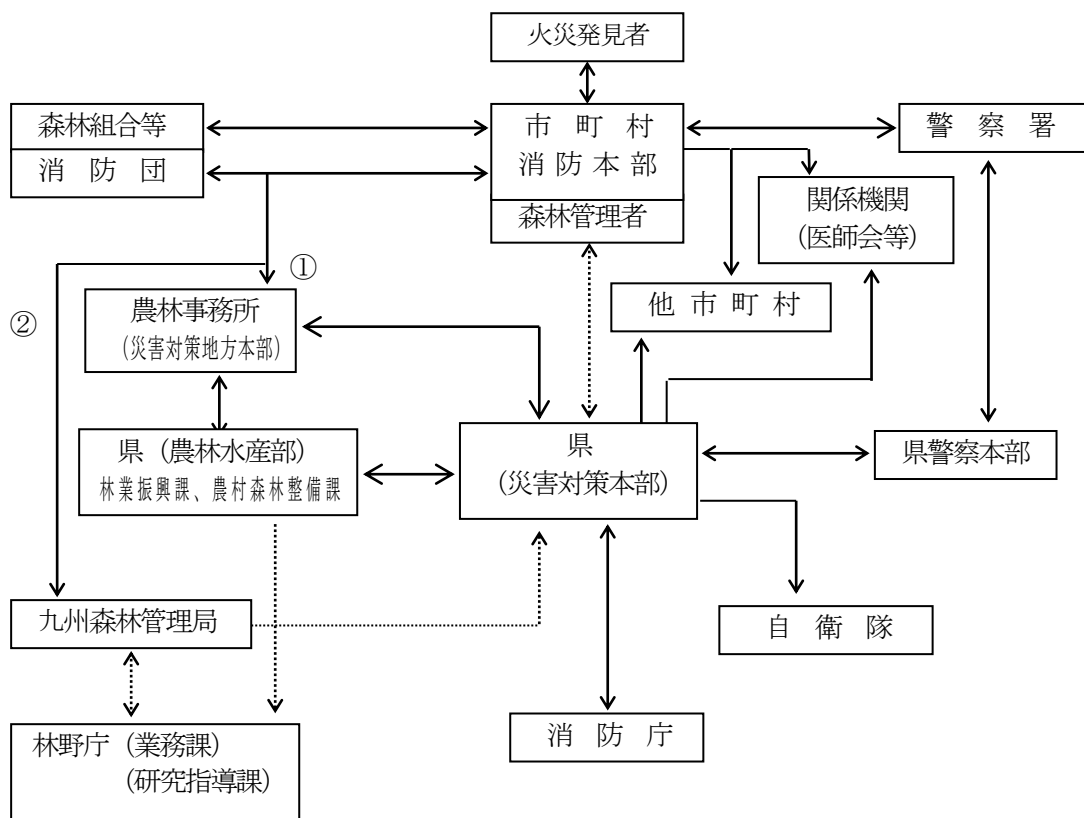 火災発見者
森林組合等
消 防 団
市 町 村
消 防 本 部
森林管理者
警 察 署
関係機関
(医師会等)
①
②
農林事務所
(災害対策地方本部)
他 市 町 村
県(農林水産部)
林業振興課、農村森林整備課
県
(災害対策本部)
県警察本部
九州森林管理局
自 衛 隊
林野庁(業務課)
(研究指導課)
消 防 庁